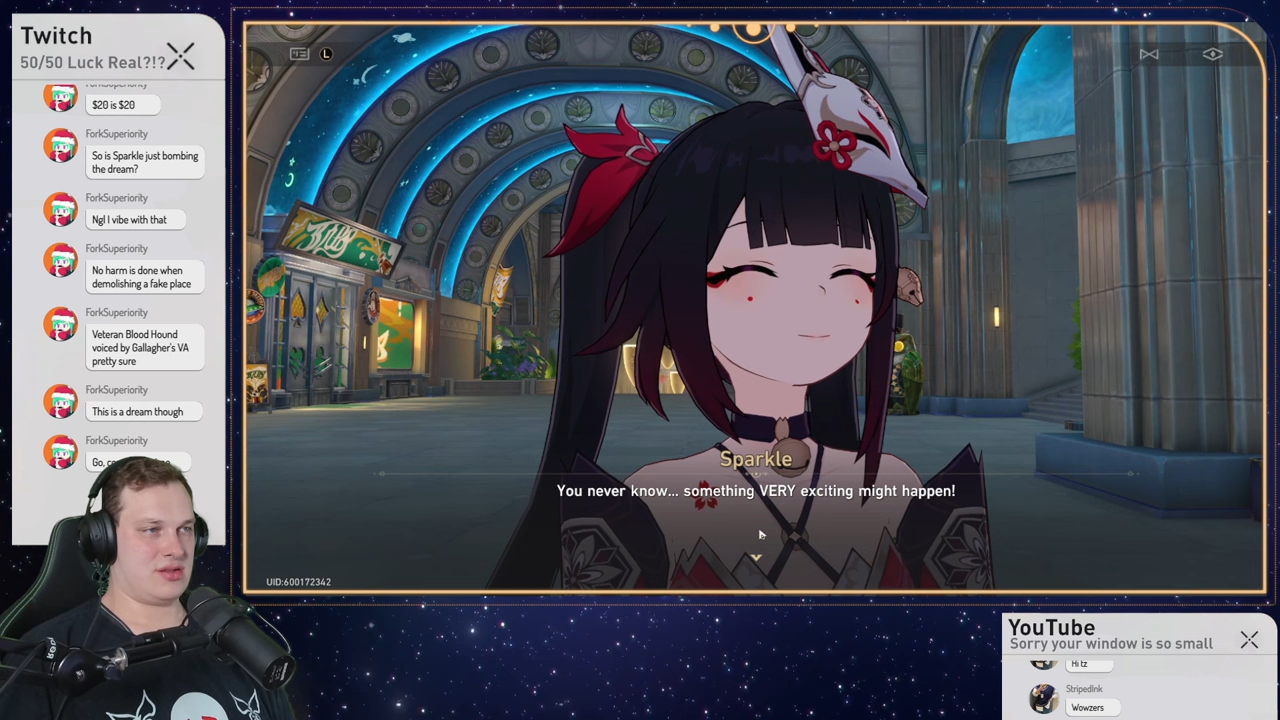 Twitch
50/50 Luck Real?!?
ForkSuperiority
$20 is $20
ForkSuperiority
So is Sparkle just bombing
the dream?
ForkSuperiority
Ngl I vibe with that
ForkSuperiority
No harm is done when
demolishing a fake place
ForkSuperiority
Veteran Blood Hound
voiced by Gallagher's VA
pretty sure
ForkSuperiority
This is a dream though
ForkSuperiority
Go,
L
Sparkle
You never know... something VERY exciting might happen!
UID:600172342
YouTube
Sorry your window is so small
Hi tz
StripedInk
Wowzers